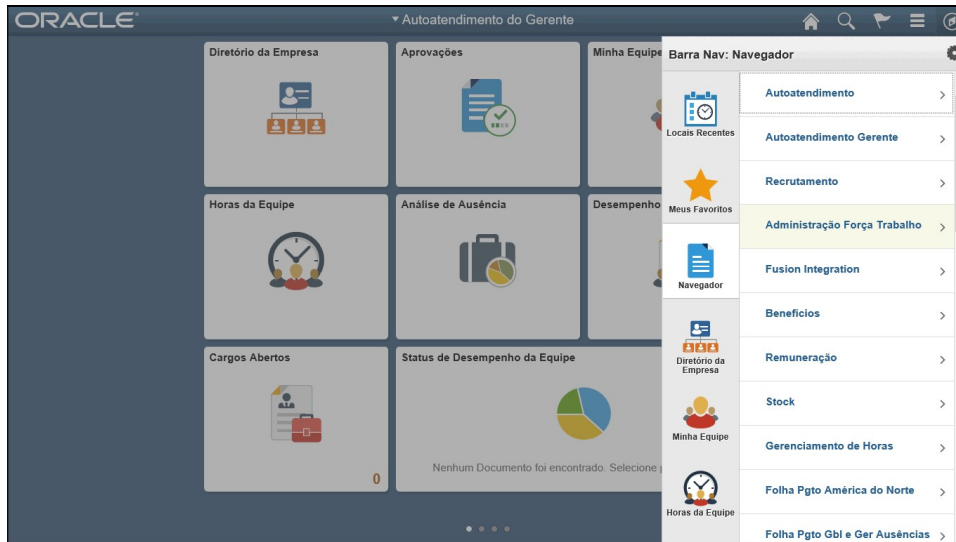 ORACLE
Autoatendimento do Gerente
Diretório da Empresa
Aprovações
Minha Equipe
Horas da Equipe
Análise de Ausência
Desempenho
Cargos Abertos
0
Status de Desempenho da Equipe
Nenhum Documento foi encontrado. Selecione
Barra Nav: Navegador
Locais Recentes
Meus Favoritos
Navegador
Diretório da
Empresa
Minha Equipe
Horas da Equipe
Autoatendimento
Autoatendimento Gerente
Recrutamento
Administração Força Trabalho
Fusion Integration
Benefícios
Remuneração
Stock
Gerenciamento de Horas
Folha Pgto América do Norte
Folha Pgto Gbl e Ger Ausências